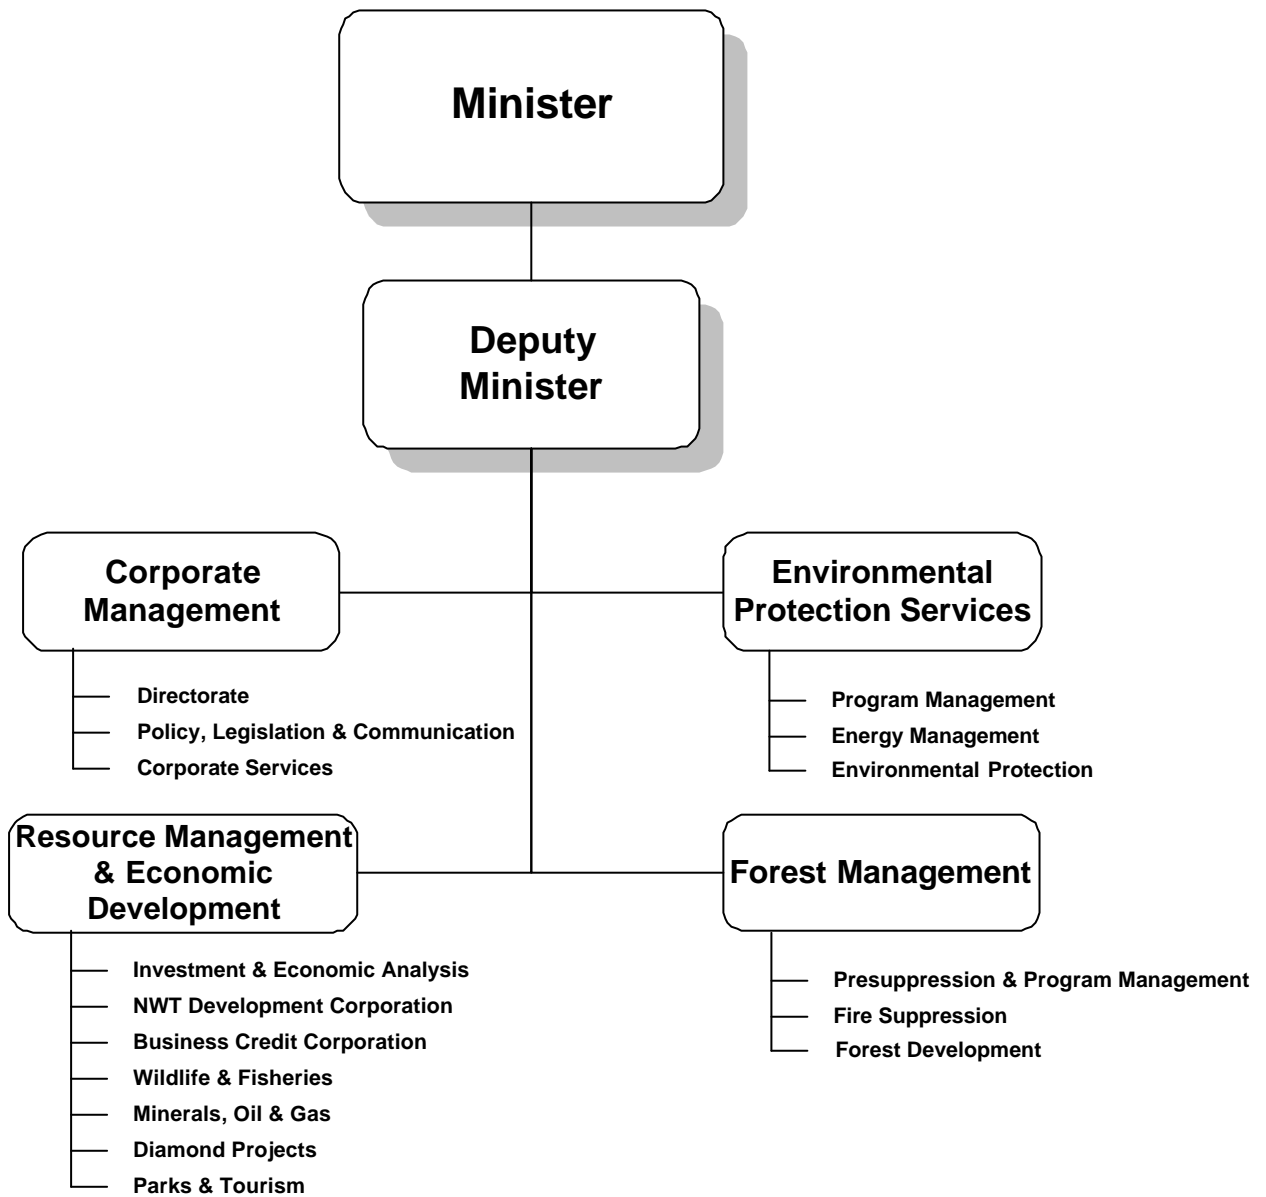 Minister
Deputy
Minister
Corporate
Management
Directorate
Policy, Legislation & Communication
Corporate Services
Environmental
Protection Services
Program Management
Energy Management
Environmental Protection
Resource Management
& Economic
Development
Investment & Economic Analysis
NWT Development Corporation
Business Credit Corporation
Wildlife & Fisheries
Minerals, Oil & Gas
Diamond Projects
Parks & Tourism
Forest Management
Presuppression & Program Management
Fire Suppression
Forest Development